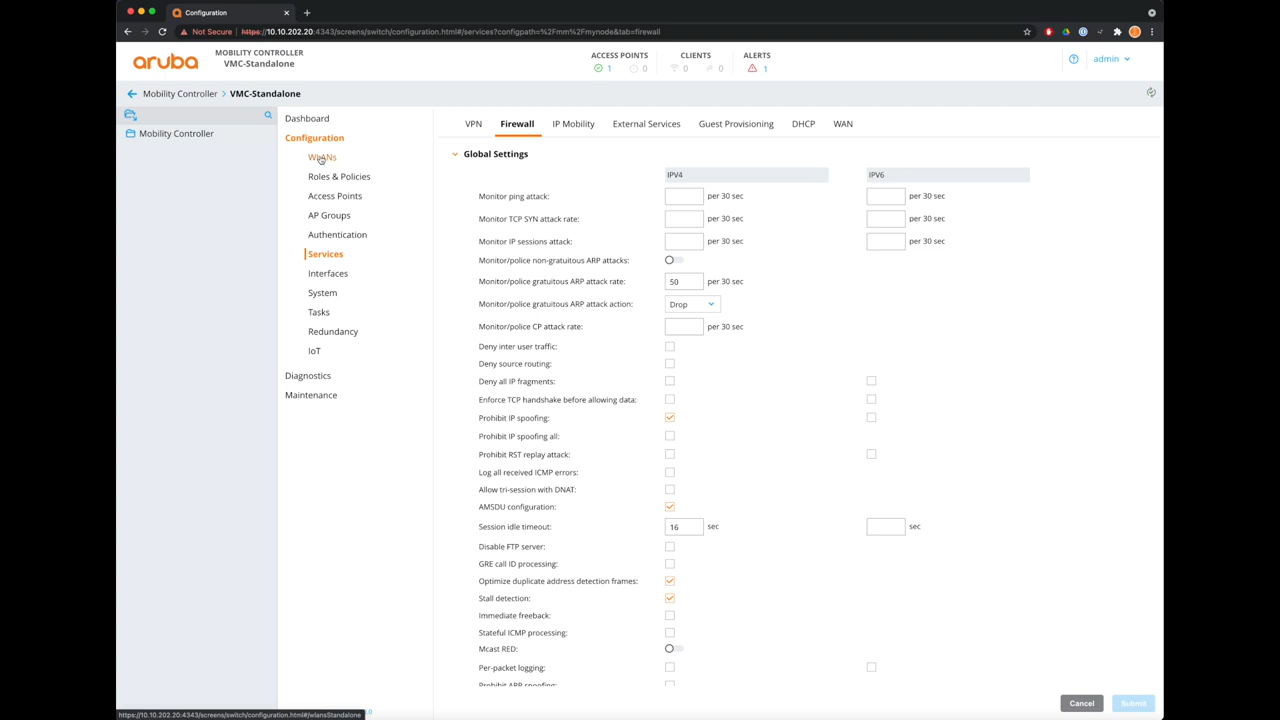 Configuration
Not Secure
https://10.10.202.20:4343/screens/switch/configuration.html#/services?configpath=%2Fmm%2Fmynode&tab=firewall
aruba
MOBILITY CONTROLLER
VMC-Standalone
ACCESS POINTS
1
0
CLIENTS
0
0
ALERTS
1
admin
Mobility Controller > VMC-Standalone
Mobility Controller
Dashboard
Configuration
WLANs
Roles & Policies
Access Points
AP Groups
Authentication
Services
Interfaces
System
Tasks
Redundancy
IoT
Diagnostics
Maintenance
VPN
Firewall
IP Mobility
External Services
Guest Provisioning
DHCP
WAN
Global Settings
IPV4
IPV6
Monitor ping attack: per 30 sec per 30 sec
Monitor TCP SYN attack rate: per 30 sec per 30 sec
Monitor IP sessions attack: per 30 sec per 30 sec
Monitor/police non-gratuitous ARP attacks:
Monitor/police gratuitous ARP attack rate: 50 per 30 sec
Monitor/police gratuitous ARP attack action: Drop
Monitor/police CP attack rate: per 30 sec
Deny inter user traffic:
Deny source routing:
Deny all IP fragments:
Enforce TCP handshake before allowing data:
Prohibit IP spoofing:
Prohibit IP spoofing all:
Prohibit RST replay attack:
Log all received ICMP errors:
Allow tri-session with DNAT:
AMSDU configuration:
Session idle timeout: 16 sec sec
Disable FTP server:
GRE call ID processing:
Optimize duplicate address detection frames:
Stall detection:
Immediate freeback:
Stateful ICMP processing:
Mcast RED:
Per-packet logging:
Prohibit ARP spoofing:
Cancel
Submit
https://10.10.202.20:4343/screens/switch/configuration.html#/wlansStandalone